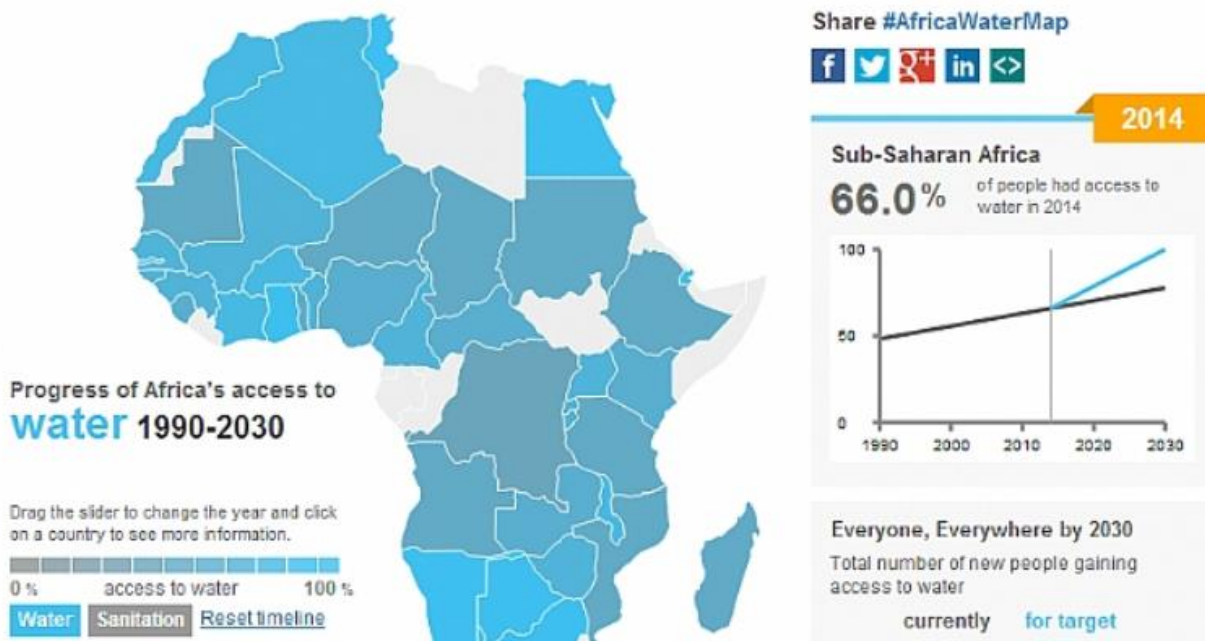 Share #AfricaWaterMap
f g+ in <>
2014
Sub-Saharan Africa
66.0% of people had access to
water in 2014
100
50
0
1990 2000 2010 2020 2030
Progress of Africa's access to
water 1990-2030
Drag the slider to change the year and click
on a country to see more information.
0 % access to water 100 %
Water Sanitation Reset timeline
Everyone, Everywhere by 2030
Total number of new people gaining
access to water
currently for target